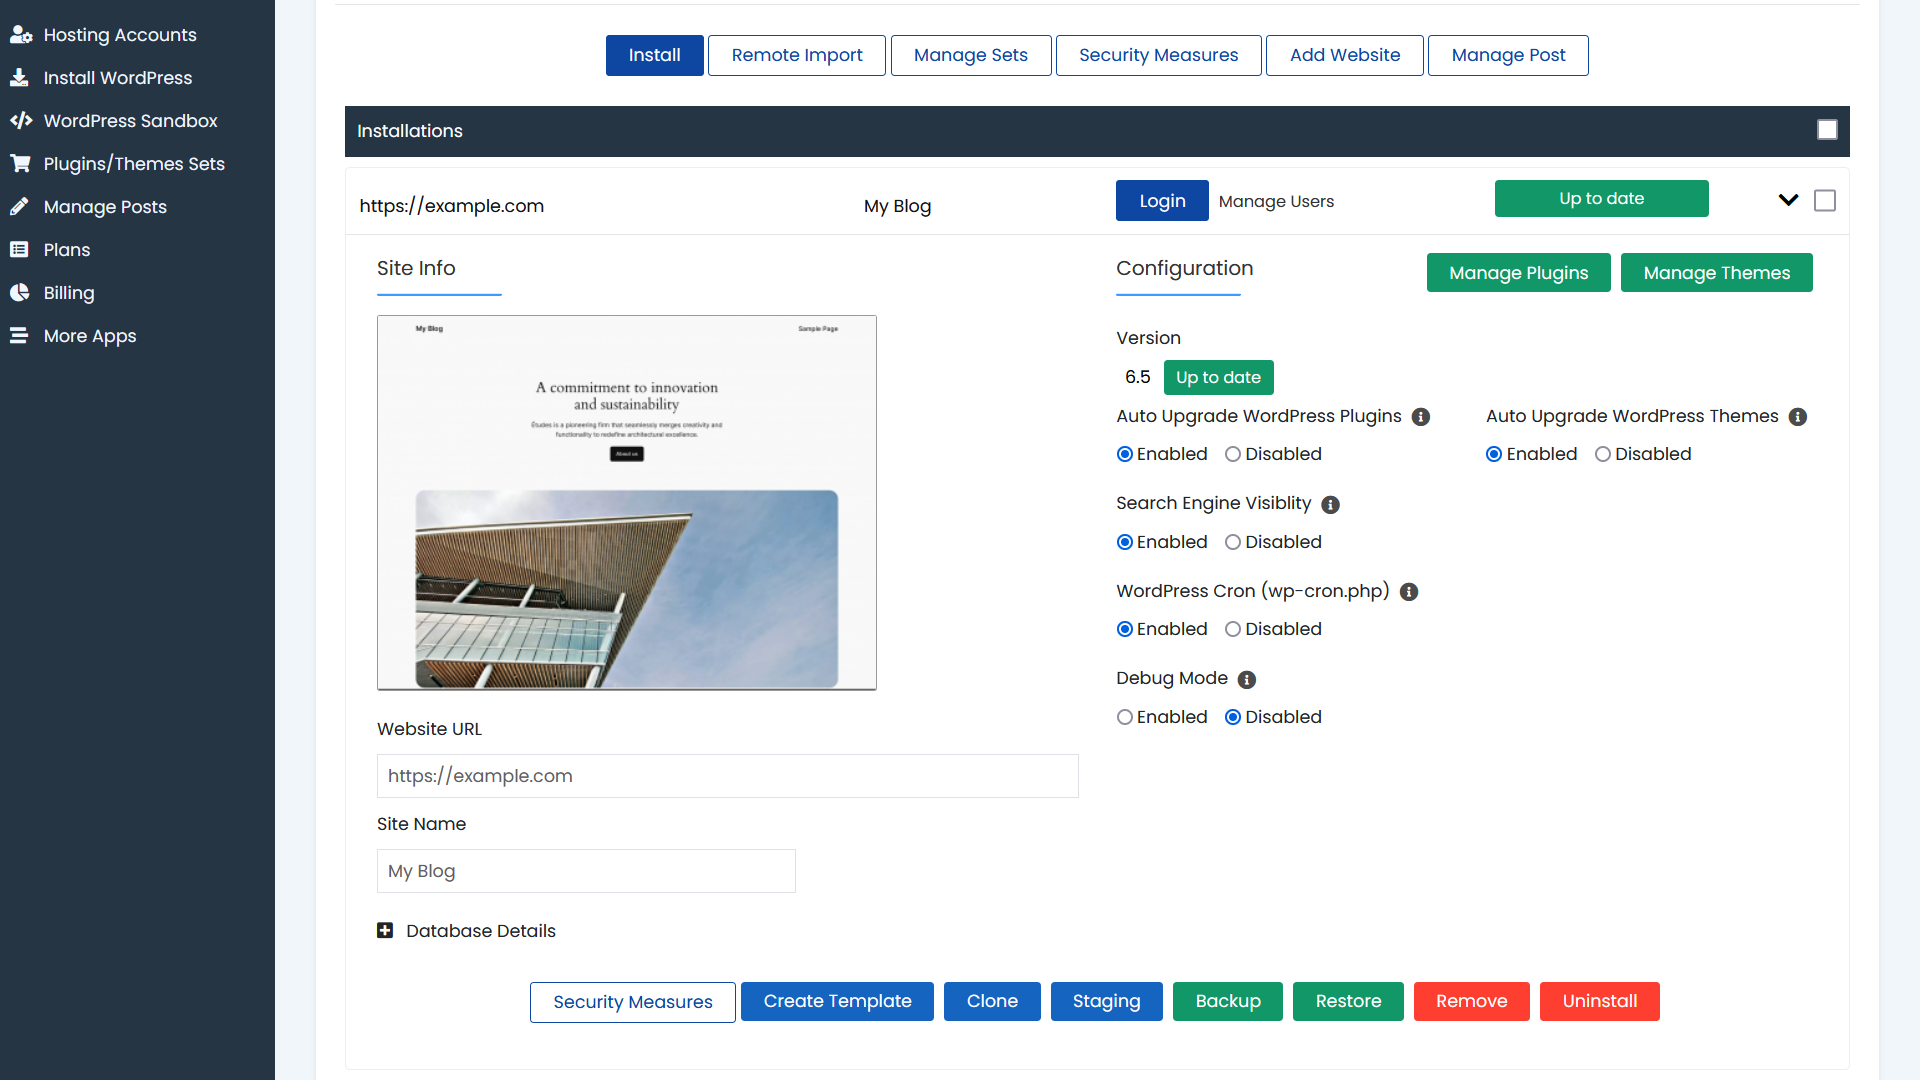 Hosting Accounts
Install WordPress
WordPress Sandbox
Plugins/Themes Sets
Manage Posts
Plans
Billing
More Apps
Install
Remote Import
Manage Sets
Security Measures
Add Website
Manage Post
Installations
https://example.com
My Blog
Login
Manage Users
Up to date
Site Info
Configuration
Manage Plugins
Manage Themes
My Blog
Sample Page
A commitment to innovation
and sustainability
Études is a pioneering firm that seamlessly merges creativity and
functionality to redefine architectural excellence.
About us
Version
6.5
Up to date
Auto Upgrade WordPress Plugins
Enabled
Disabled
Auto Upgrade WordPress Themes
Enabled
Disabled
Search Engine Visiblity
Enabled
Disabled
WordPress Cron (wp-cron.php)
Enabled
Disabled
Debug Mode
Enabled
Disabled
Website URL
https://example.com
Site Name
My Blog
Database Details
Security Measures
Create Template
Clone
Staging
Backup
Restore
Remove
Uninstall